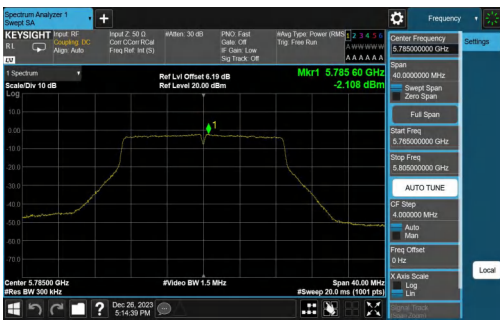 Spectrum Analyzer 1
Swept SA
+
Frequency
KEYSIGHT
Input: RF
Coupling: DC
Align: Auto
Input Z: 50 Ω
Corr CCorr RCal
Freq Ref: Int (S)
#Atten: 30 dB
PNO: Fast
Gate: Off
IF Gain: Low
Sig Track: Off
#Avg Type: Power (RMS
Trig: Free Run
1 2 3 4 5 6
A W W W W W
A A A A A A
RL
LV
1 Spectrum
Scale/Div 10 dB
Ref Lvl Offset 6.19 dB
Ref Level 20.00 dBm
Mkr1 5.785 60 GHz
-2.108 dBm
Log
10.0
0.00
-10.0
-20.0
-30.0
-40.0
-50.0
-60.0
-70.0
1
Center 5.78500 GHz
#Res BW 300 kHz
#Video BW 1.5 MHz
Span 40.00 MHz
#Sweep 20.0 ms (1001 pts)
Center Frequency
5.785000000 GHz
Settings
Span
40.0000000 MHz
Swept Span
Zero Span
Full Span
Start Freq
5.765000000 GHz
Stop Freq
5.805000000 GHz
AUTO TUNE
CF Step
4.000000 MHz
Auto
Man
Freq Offset
0 Hz
X Axis Scale
Log
Lin
Local
Signal Track
?
Dec 26, 2023
5:14:39 PM